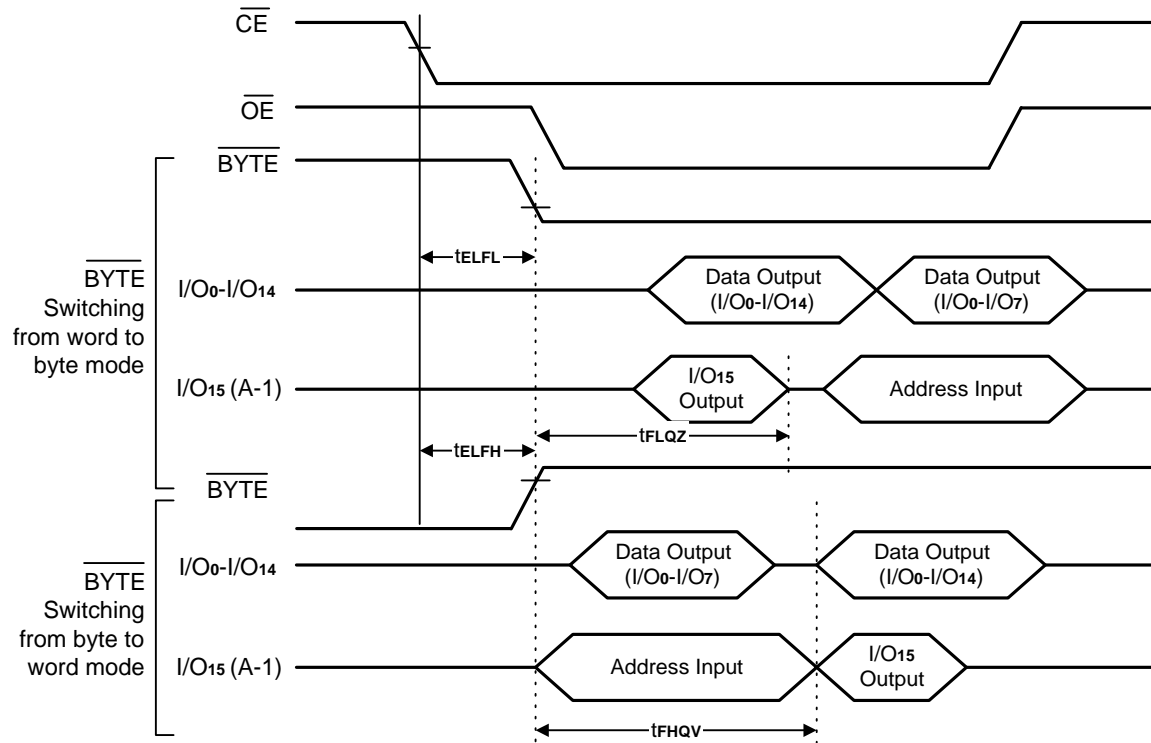 CE
OE
BYTE
tELFL
BYTE
Switching
from word to
byte mode
I/O0-I/O14
Data Output
(I/O0-I/O14)
Data Output
(I/O0-I/O7)
I/O15 (A-1)
I/O15
Output
Address Input
tELFH
tFLQZ
BYTE
BYTE
Switching
from byte to
word mode
I/O0-I/O14
Data Output
(I/O0-I/O7)
Data Output
(I/O0-I/O14)
I/O15 (A-1)
Address Input
I/O15
Output
tFHQV